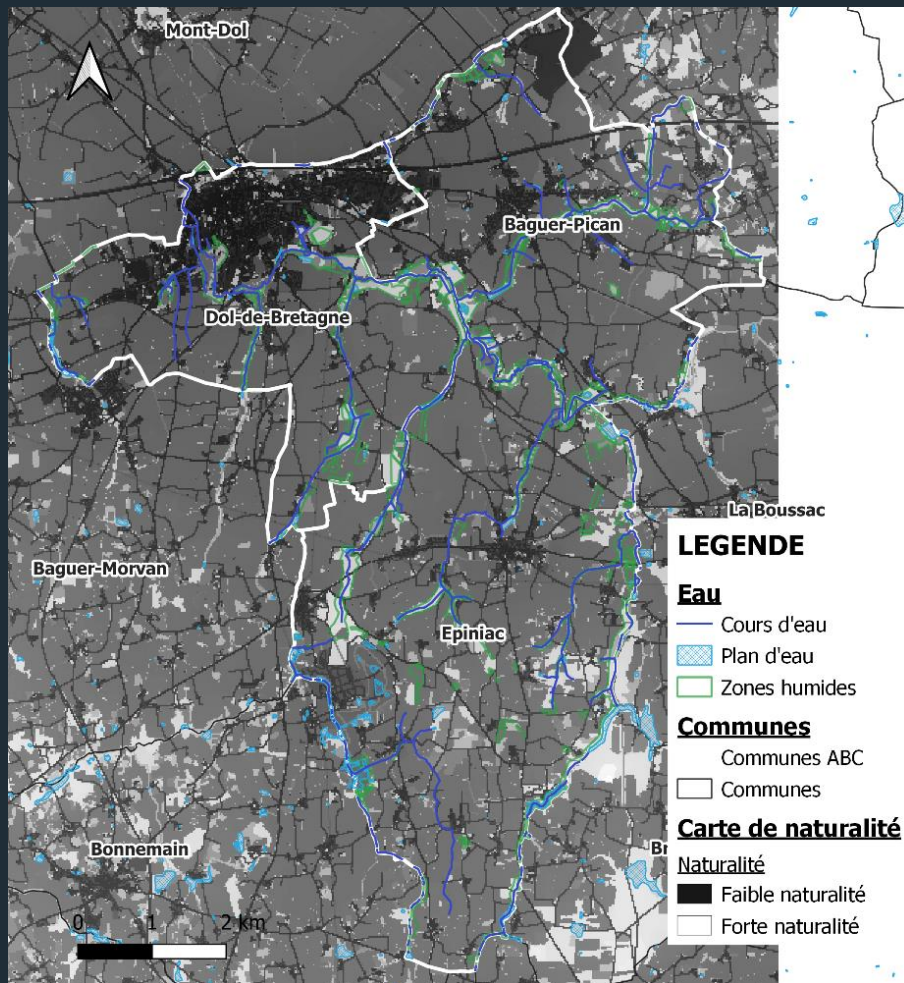 Mont-Dol
Baguer-Pican
Dol-de-Bretagne
La Boussac
Baguer-Morvan
Epiniac
Bonnemain
Br
0 1 2 km
LEGENDE
Eau
Cours d'eau
Plan d'eau
Zones humides
Communes
Communes ABC
Communes
Carte de naturalité
Naturalité
Faible naturalité
Forte naturalité